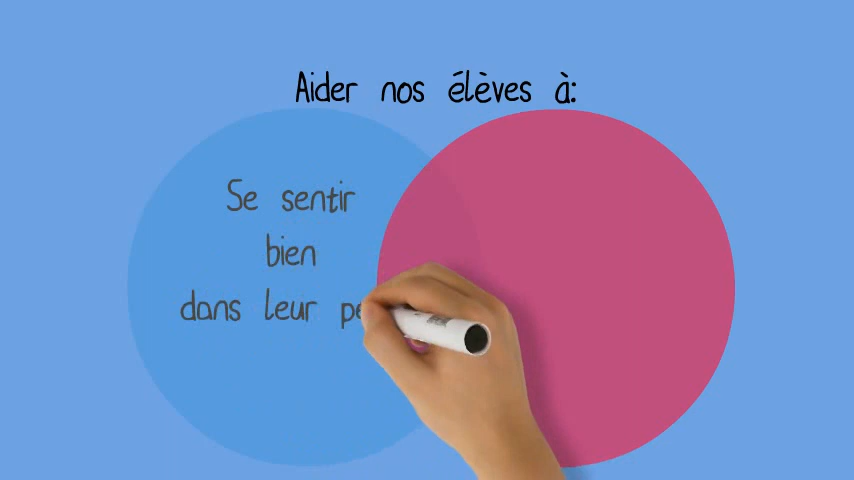 Aider nos élèves à:
Se sentir
bien
dans leur